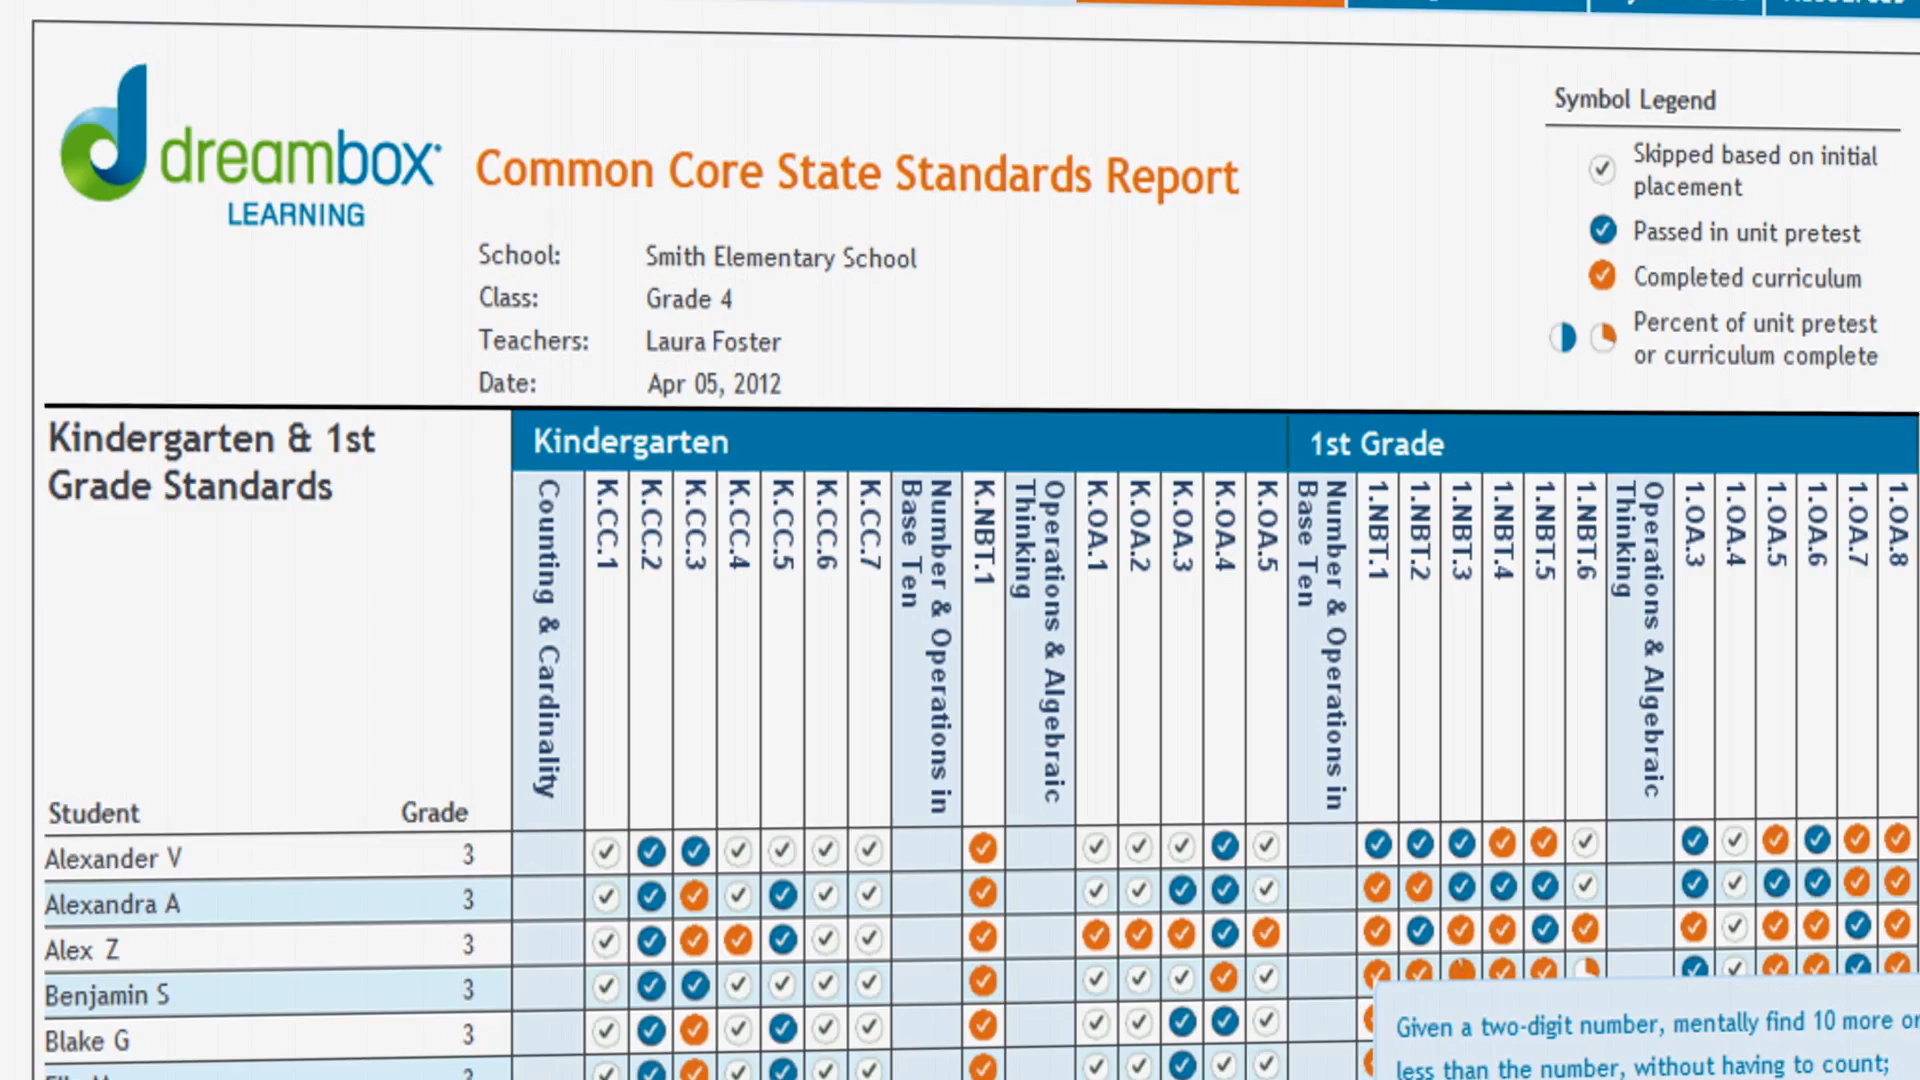 dreambox
LEARNING
Common Core State Standards Report
School: Smith Elementary School
Class: Grade 4
Teachers: Laura Foster
Date: Apr 05, 2012
Symbol Legend
Skipped based on initial
placement
Passed in unit pretest
Completed curriculum
Percent of unit pretest
or curriculum complete
Kindergarten & 1st
Grade Standards
Kindergarten
1st Grade
Counting & Cardinality
K.CC.1
K.CC.2
K.CC.3
K.CC.4
K.CC.5
K.CC.6
K.CC.7
Number & Operations in
Base Ten
K.NBT.1
Operations & Algebraic
Thinking
K.OA.1
K.OA.2
K.OA.3
K.OA.4
K.OA.5
Number & Operations in
Base Ten
1.NBT.1
1.NBT.2
1.NBT.3
1.NBT.4
1.NBT.5
1.NBT.6
Operations & Algebraic
Thinking
1.OA.3
1.OA.4
1.OA.5
1.OA.6
1.OA.7
1.OA.8
Student Grade
Alexander V 3
Alexandra A 3
Alex Z 3
Benjamin S 3
Blake G 3
Given a two-digit number, mentally find 10 more or
less than the number, without having to count;